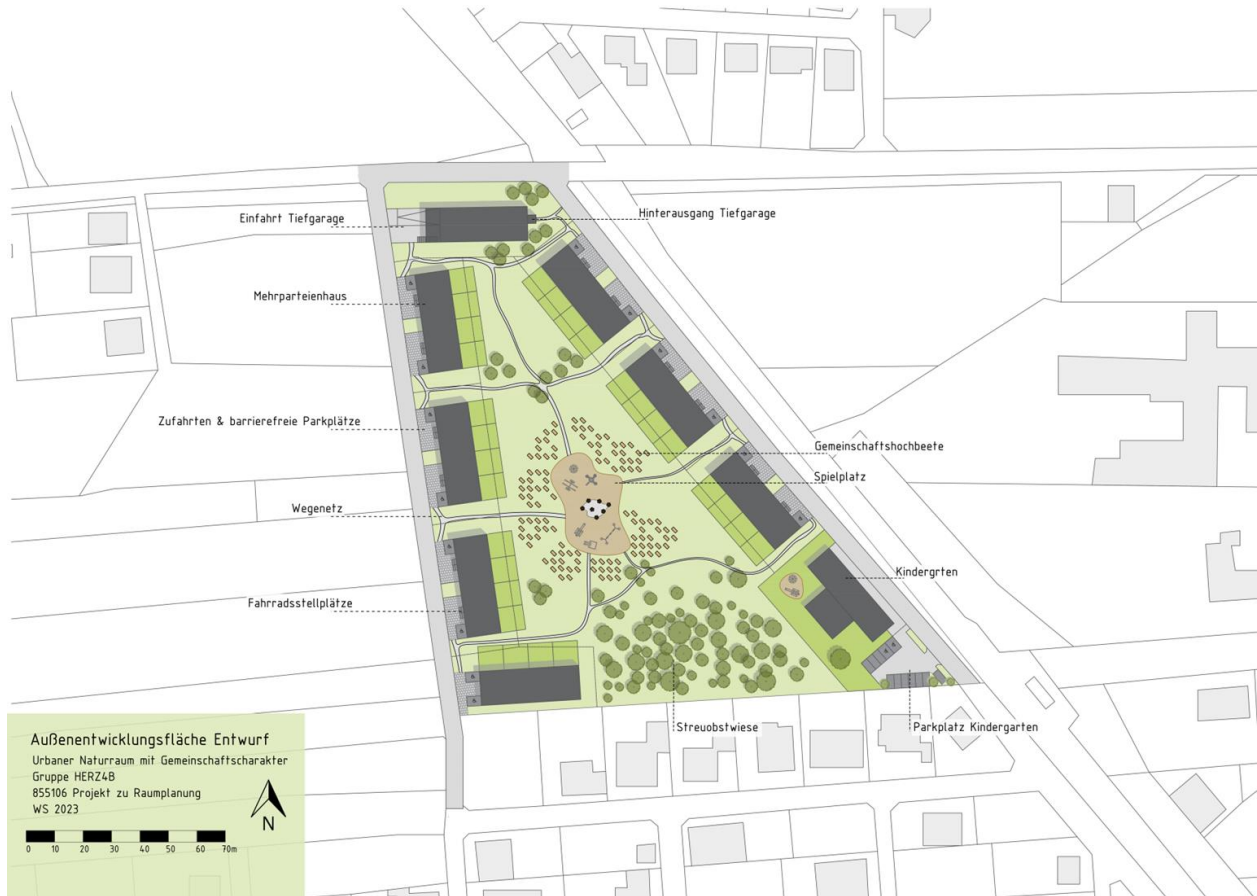 Einfahrt Tiefgarage
Hinterausgang Tiefgarage
Mehrparteienhaus
Zufahrten & barrierefreie Parkplätze
Gemeinschaftshochbeete
Spielplatz
Wegenetz
Kindergrten
Fahrradsstellplätze
Streuobstwiese
Parkplatz Kindergarten
Außenentwicklungsfläche Entwurf
Urbaner Naturraum mit Gemeinschaftscharakter
Gruppe HERZ4B
855106 Projekt zu Raumplanung
WS 2023
N
0 10 20 30 40 50 60 70m